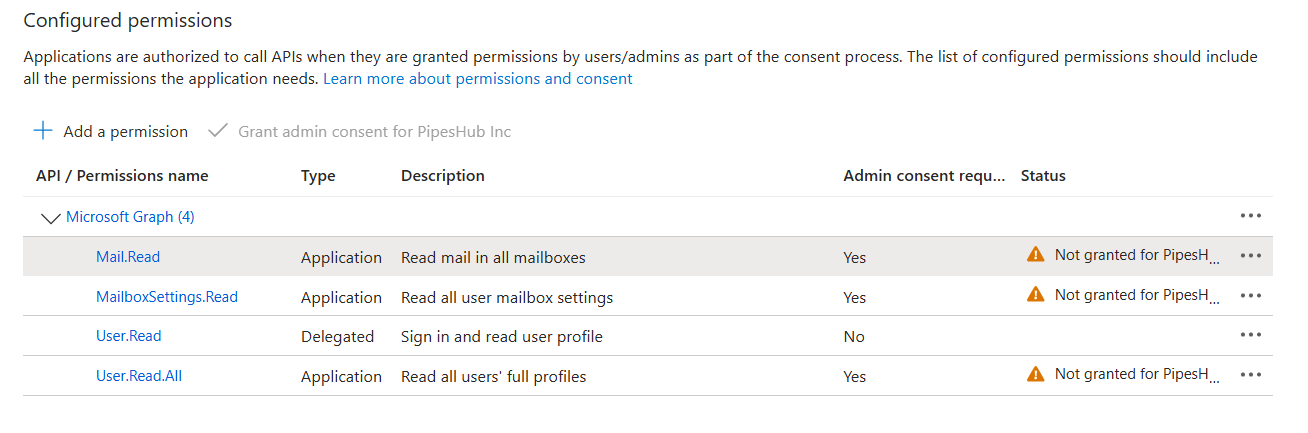 Configured permissions
Applications are authorized to call APIs when they are granted permissions by users/admins as part of the consent process. The list of configured permissions should include
all the permissions the application needs. Learn more about permissions and consent
Add a permission Grant admin consent for PipesHub Inc
API / Permissions name Type Description Admin consent requ... Status
Microsoft Graph (4) ...
Mail.Read Application Read mail in all mailboxes Yes Not granted for PipesH... ...
MailboxSettings.Read Application Read all user mailbox settings Yes Not granted for PipesH... ...
User.Read Delegated Sign in and read user profile No ...
User.Read.All Application Read all users' full profiles Yes Not granted for PipesH... ...